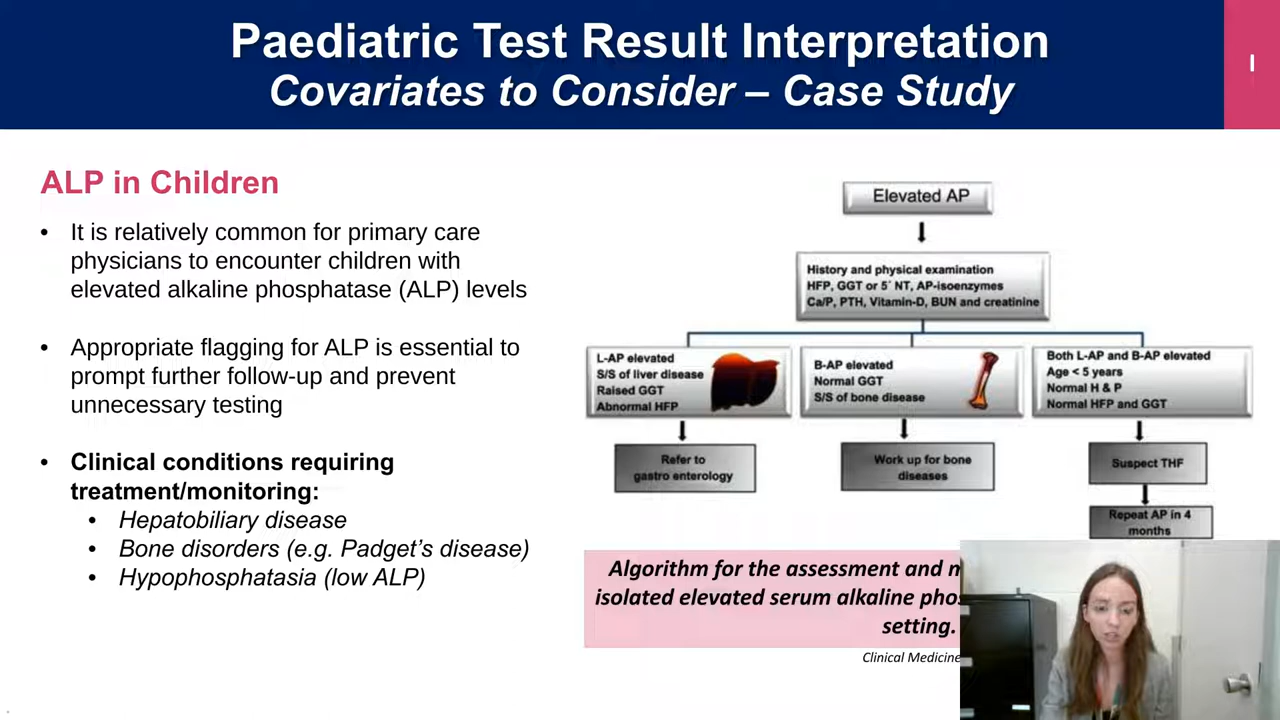 Paediatric Test Result Interpretation
Covariates to Consider – Case Study
ALP in Children
• It is relatively common for primary care
physicians to encounter children with
elevated alkaline phosphatase (ALP) levels
• Appropriate flagging for ALP is essential to
prompt further follow-up and prevent
unnecessary testing
• Clinical conditions requiring
treatment/monitoring:
• Hepatobiliary disease
• Bone disorders (e.g. Padget’s disease)
• Hypophosphatasia (low ALP)
Elevated AP
History and physical examination
HFP, GGT or 5´ NT, AP-isoenzymes
Ca/P, PTH, Vitamin-D, BUN and creatinine
L-AP elevated
S/S of liver disease
Raised GGT
Abnormal HFP
B-AP elevated
Normal GGT
S/S of bone disease
Both L-AP and B-AP elevated
Age < 5 years
Normal H & P
Normal HFP and GGT
Refer to
gastro enterology
Work up for bone
diseases
Suspect THF
Repeat AP in 4
months
Algorithm for the assessment and
isolated elevated serum alkaline
setting.
Clinical Medicine